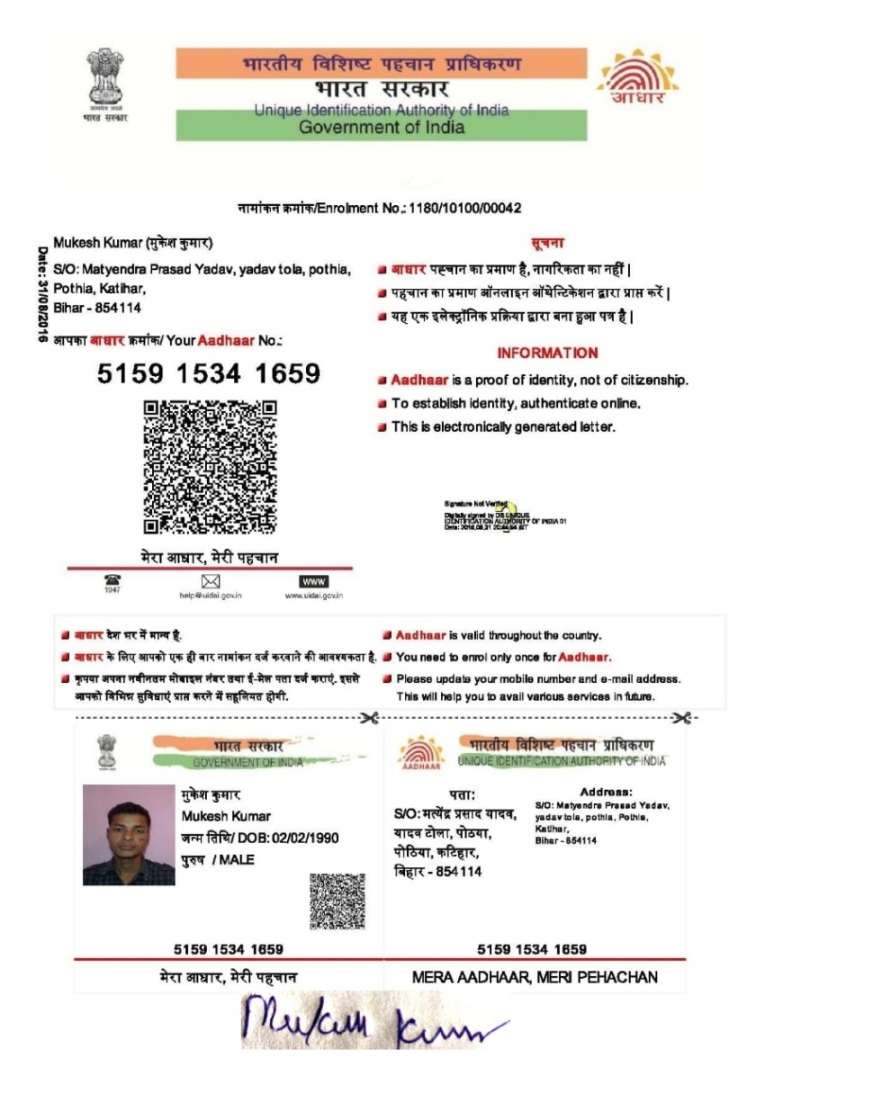 भारतीय विशिष्ट पहचान प्राधिकरण
भारत सरकार
Unique Identification Authority of India
Government of India
सत्यमेव जयते
भारत सरकार
आधार
नामांकन क्रमांक/Enrolment No.: 1180/10100/00042
Date: 31/08/2016
Mukesh Kumar (मुकेश कुमार)
S/O: Matyendra Prasad Yadav, yadav tola, pothia,
Pothia, Katihar,
Bihar - 854114
आपका आधार क्रमांक/ Your Aadhaar No.:
5159 1534 1659
मेरा आधार, मेरी पहचान
1947
help@uidai.gov.in
WWW
www.uidai.gov.in
सूचना
आधार पहचान का प्रमाण है, नागरिकता का नहीं |
पहचान का प्रमाण ऑनलाइन ऑथेन्टिकेशन द्वारा प्राप्त करें |
यह एक इलेक्ट्रॉनिक प्रक्रिया द्वारा बना हुआ पत्र है |
INFORMATION
Aadhaar is a proof of identity, not of citizenship.
To establish identity, authenticate online.
This is electronically generated letter.
Signature Not Verified
Digitally signed by DS UNIQUE
IDENTIFICATION AUTHORITY OF INDIA 01
आधार देश भर में मान्य है.
आधार के लिए आपको एक ही बार नामांकन दर्ज करवाने की आवश्यकता है.
कृपया अपना नवीनतम मोबाइल नंबर तथा ई-मेल पता दर्ज कराएं. इससे
आपको विभिन्न सुविधाएं प्राप्त करने में सहूलियत होगी.
Aadhaar is valid throughout the country.
You need to enrol only once for Aadhaar.
Please update your mobile number and e-mail address.
This will help you to avail various services in future.
भारत सरकार
GOVERNMENT OF INDIA
मुकेश कुमार
Mukesh Kumar
जन्म तिथि/ DOB: 02/02/1990
पुरुष / MALE
5159 1534 1659
मेरा आधार, मेरी पहचान
AADHAAR
भारतीय विशिष्ट पहचान प्राधिकरण
UNIQUE IDENTIFICATION AUTHORITY OF INDIA
पता:
S/O: मत्येंद्र प्रसाद यादव,
यादव टोला, पोठया,
पोठिया, कटिहार,
बिहार - 854114
Address:
S/O: Matyendra Prasad Yadav,
yadav tola, pothia, Pothia,
Katihar,
Bihar - 854114
5159 1534 1659
MERA AADHAAR, MERI PEHACHAN
Mukesh Kumar